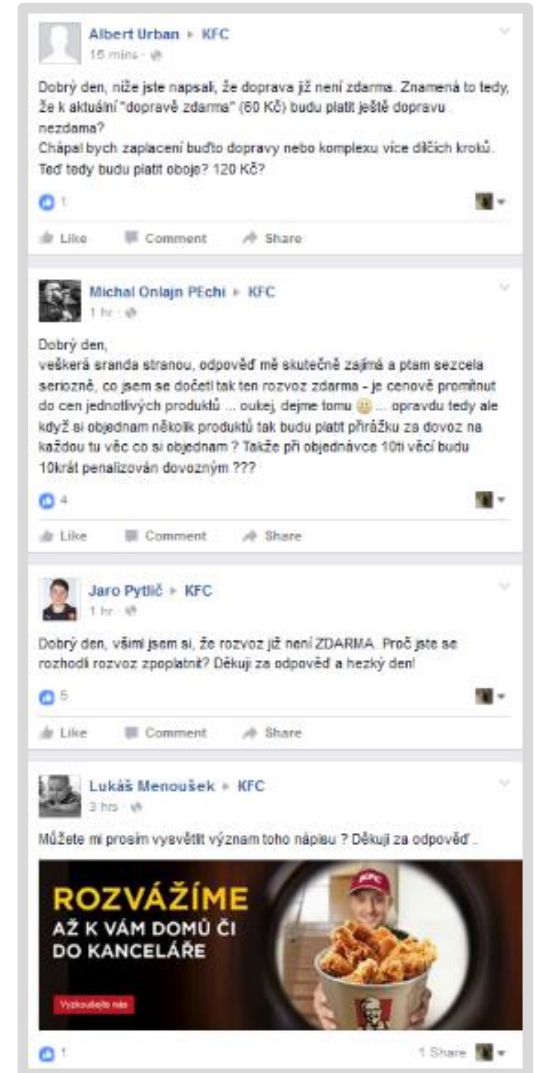 Albert Urban ▸ KFC
15 mins ·
Dobrý den, níže jste napsali, že doprava již není zdarma. Znamená to tedy,
že k aktuální "dopravě zdarma" (60 Kč) budu platit ještě dopravu
nezdama?
Chápal bych zaplacení buďto dopravy nebo komplexu více dílčích kroků.
Teď tedy budu platit oboje? 120 Kč?
1
Like Comment Share
Michal Onlajn PEchi ▸ KFC
1 hr ·
Dobrý den,
veškerá sranda stranou, odpověď mě skutečně zajímá a ptam sezcela
seriozně, co jsem se dočetl tak ten rozvoz zdarma - je cenově promítnut
do cen jednotlivých produktů ... oukej, dejme tomu 🙂 ... opravdu tedy ale
když si objednam několik produktů tak budu platit přirážku za dovoz na
každou tu věc co si objednam ? Takže při objednávce 10ti věcí budu
10krát penalizován dovozným ???
4
Like Comment Share
Jaro Pytlič ▸ KFC
1 hr ·
Dobrý den, všiml jsem si, že rozvoz již není ZDARMA. Proč jste se
rozhodli rozvoz zpoplatnit? Děkuji za odpověď a hezký den!
5
Like Comment Share
Lukáš Menoušek ▸ KFC
3 hrs ·
Můžete mi prosím vysvětlit význam toho nápisu ? Děkuji za odpověď .
ROZVÁŽÍME
AŽ K VÁM DOMŮ ČI
DO KANCELÁŘE
Vyzkoušejte nás
KFC
KFC
1
1 Share